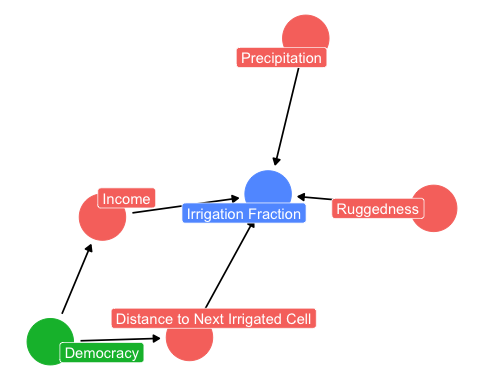 Precipitation
Income
Irrigation Fraction
Ruggedness
Distance to Next Irrigated Cell
Democracy